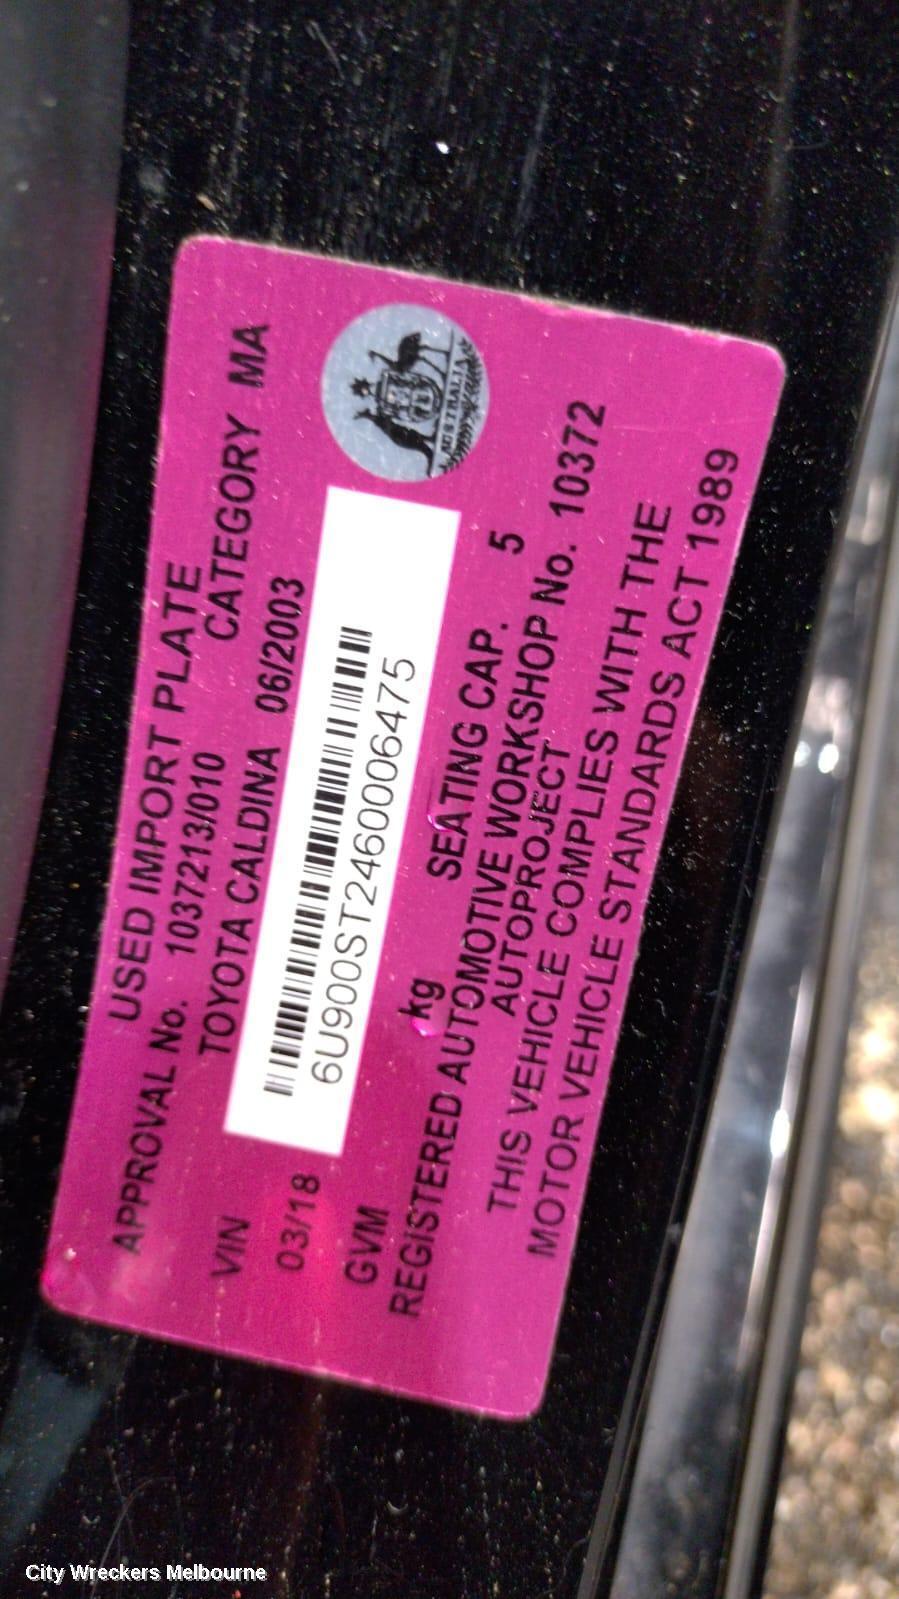 USED IMPORT PLATE
APPROVAL No. 1037213/010 CATEGORY MA
TOYOTA CALDINA 06/2003
VIN
6U900ST2460006475
03/18
AUSTRALIA
GVM kg SEATING CAP. 5
REGISTERED AUTOMOTIVE WORKSHOP No. 10372
AUTOPROJECT
THIS VEHICLE COMPLIES WITH THE
MOTOR VEHICLE STANDARDS ACT 1989
City Wreckers Melbourne